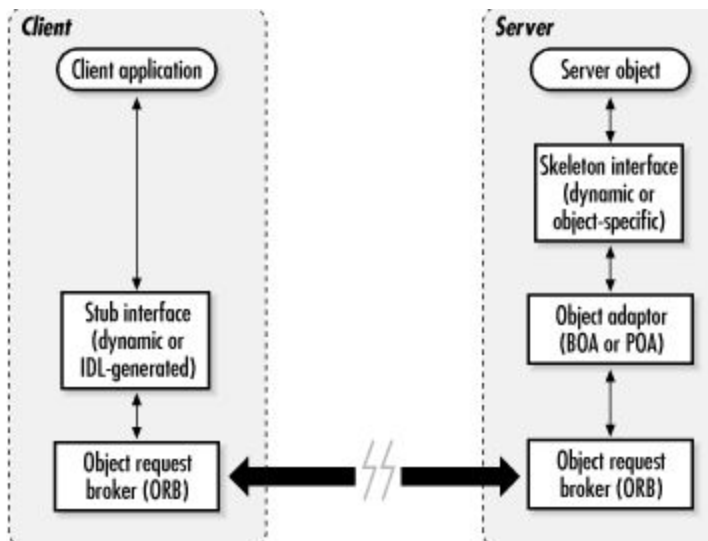 Client
Client application
Stub interface
(dynamic or
IDL-generated)
Object request
broker (ORB)
Server
Server object
Skeleton interface
(dynamic or
object-specific)
Object adaptor
(BOA or POA)
Object request
broker (ORB)